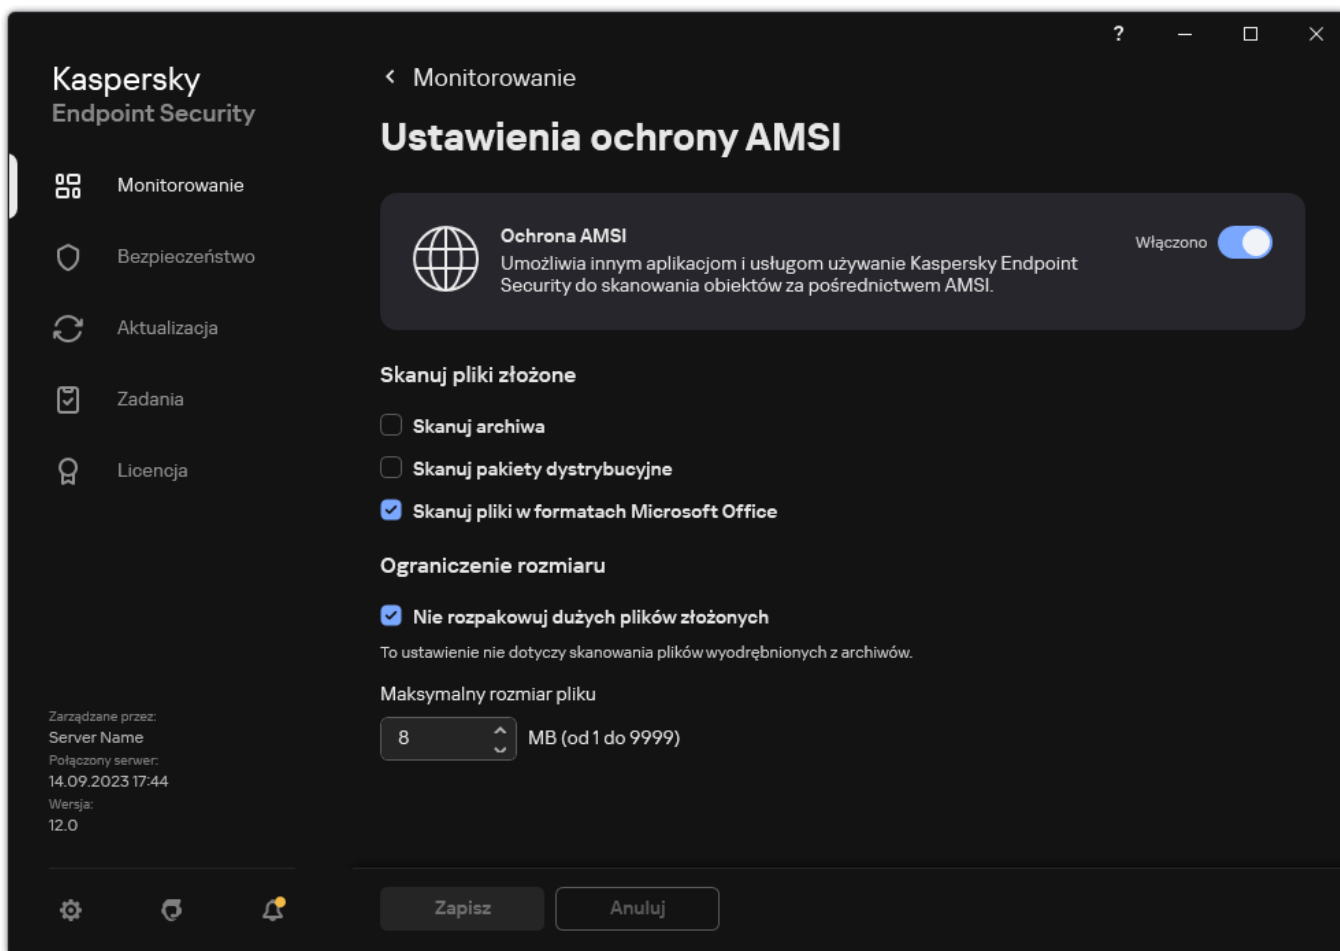 ?
Kaspersky
Endpoint Security
Monitorowanie
Bezpieczeństwo
Aktualizacja
Zadania
Licencja
Zarządzane przez:
Server Name
Połączony serwer:
14.09.2023 17:44
Wersja:
12.0
Monitorowanie
Ustawienia ochrony AMSI
Ochrona AMSI
Umożliwia innym aplikacjom i usługom używanie Kaspersky Endpoint
Security do skanowania obiektów za pośrednictwem AMSI.
Włączono
Skanuj pliki złożone
Skanuj archiwa
Skanuj pakiety dystrybucyjne
Skanuj pliki w formatach Microsoft Office
Ograniczenie rozmiaru
Nie rozpakowuj dużych plików złożonych
To ustawienie nie dotyczy skanowania plików wyodrębnionych z archiwów.
Maksymalny rozmiar pliku
8 MB (od 1 do 9999)
Zapisz Anuluj